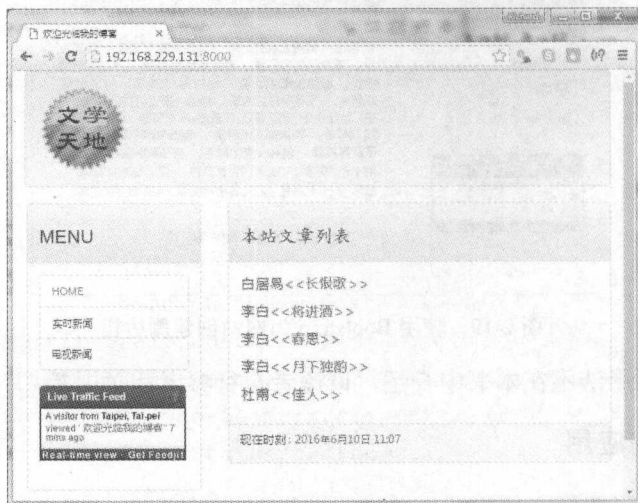 欢迎光临我的博客
192.168.229.131:8000
文学
天地
MENU
HOME
实时新闻
电视新闻
Live Traffic Feed
A visitor from Taipei, Tai-pei
viewed "欢迎光临我的博客" 7
mins ago
Real-time view · Get Feedjit
本站文章列表
白居易<<长恨歌>>
李白<<将进酒>>
李白<<春思>>
李白<<月下独酌>>
杜甫<<佳人>>
现在时刻：2016年6月10日 11:07